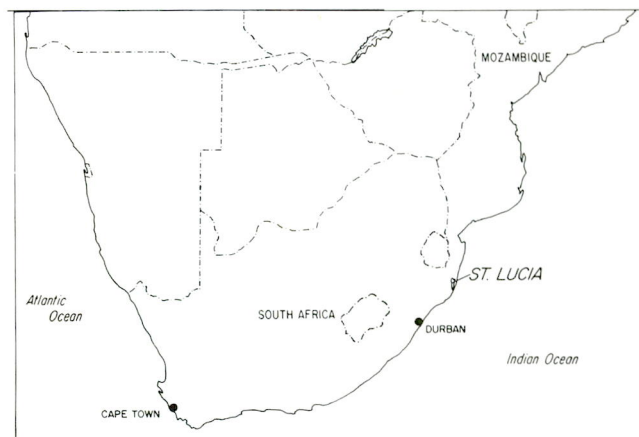 MOZAMBIQUE
ST. LUCIA
Atlantic
Ocean
SOUTH AFRICA
DURBAN
Indian Ocean
CAPE TOWN